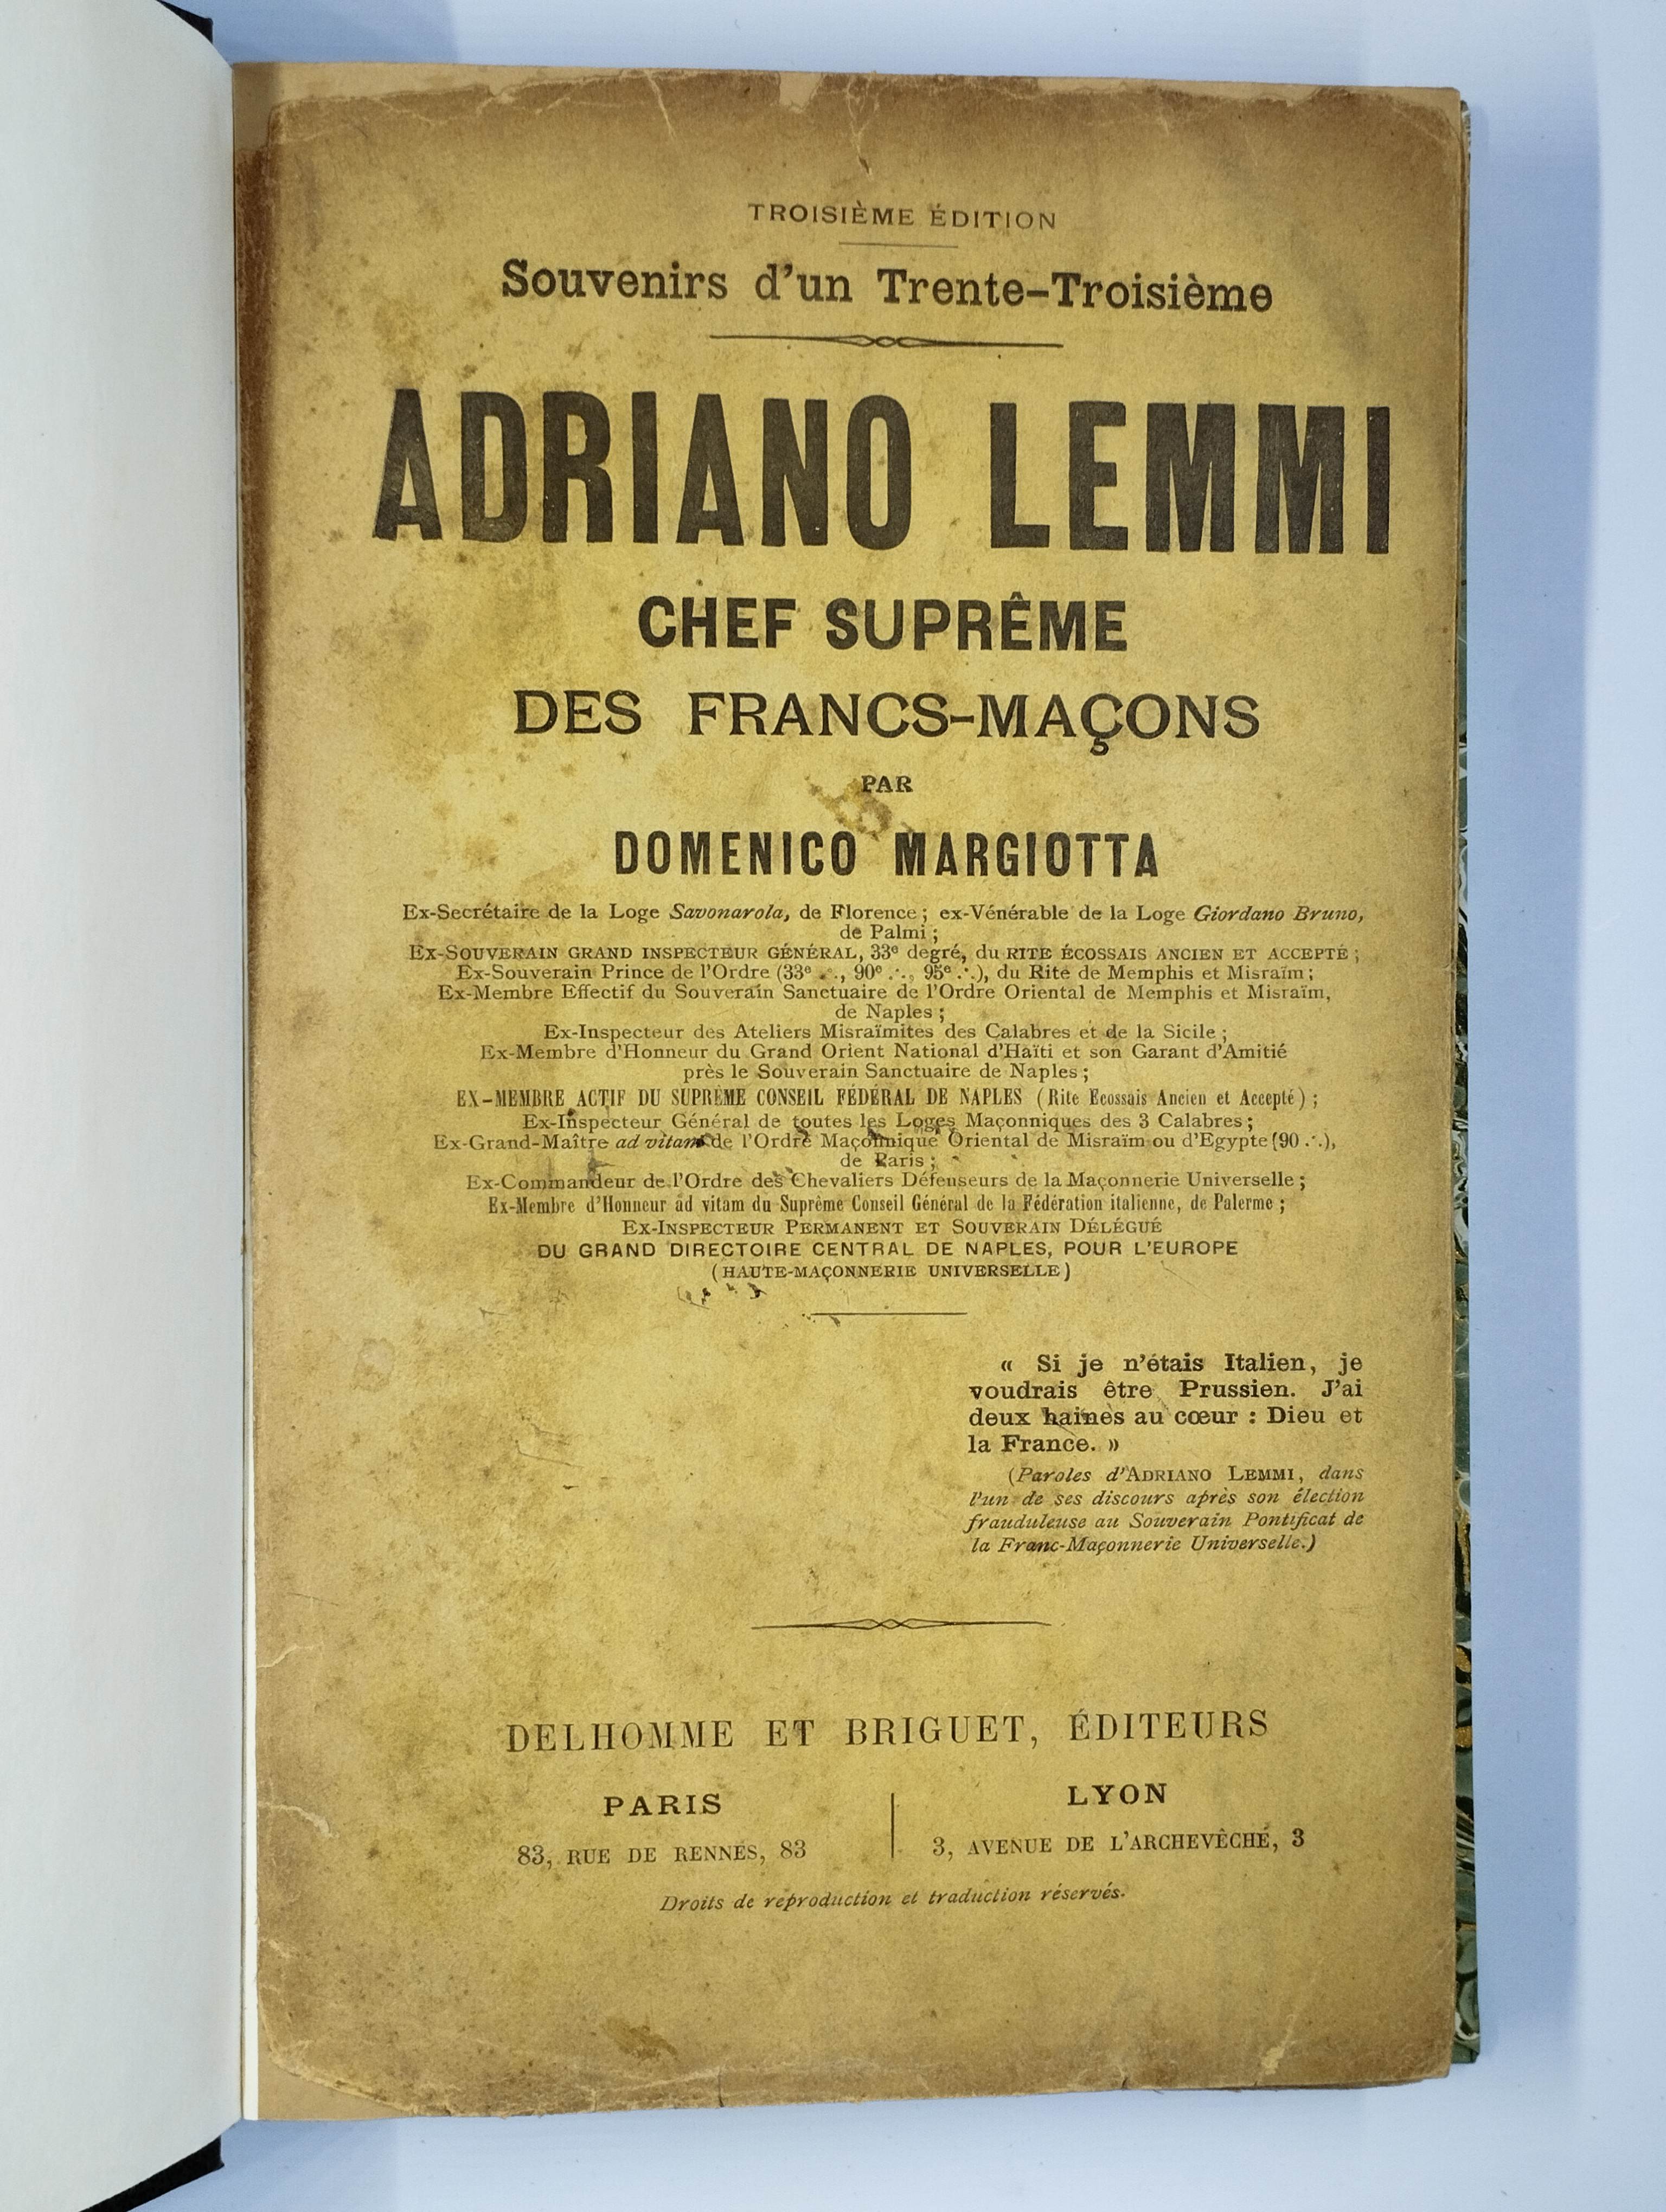 TROISIÈME ÉDITION
Souvenirs d'un Trente-Troisième
ADRIANO LEMMI
CHEF SUPRÊME
DES FRANCS-MAÇONS
PAR
DOMENICO MARGIOTTA
Ex-Secrétaire de la Loge Savonarola, de Florence ; ex-Vénérable de la Loge Giordano Bruno,
de Palmi ;
Ex-SOUVERAIN GRAND INSPECTEUR GÉNÉRAL, 33e degré, du RITE ÉCOSSAIS ANCIEN ET ACCEPTÉ ;
Ex-Souverain Prince de l'Ordre (33e ∴, 90e ∴, 95e ∴), du Rite de Memphis et Misraïm ;
Ex-Membre Effectif du Souverain Sanctuaire de l'Ordre Oriental de Memphis et Misraïm,
de Naples ;
Ex-Inspecteur des Ateliers Misraïmites des Calabres et de la Sicile ;
Ex-Membre d'Honneur du Grand Orient National d'Haïti et son Garant d'Amitié
près le Souverain Sanctuaire de Naples ;
EX-MEMBRE ACTIF DU SUPRÊME CONSEIL FÉDÉRAL DE NAPLES (Rite Ecossais Ancien et Accepté) ;
Ex-Inspecteur Général de toutes les Loges Maçonniques des 3 Calabres ;
Ex-Grand-Maître ad vitam de l'Ordre Maçonnique Oriental de Misraïm ou d'Egypte (90 ∴),
de Paris ;
Ex-Commandeur de l'Ordre des Chevaliers Défenseurs de la Maçonnerie Universelle ;
Ex-Membre d'Honneur ad vitam du Suprême Conseil Général de la Fédération italienne, de Palerme ;
EX-INSPECTEUR PERMANENT ET SOUVERAIN DÉLÉGUÉ
DU GRAND DIRECTOIRE CENTRAL DE NAPLES, POUR L'EUROPE
(HAUTE-MAÇONNERIE UNIVERSELLE)
« Si je n'étais Italien, je
voudrais être Prussien. J'ai
deux haines au cœur : Dieu et
la France. »
(Paroles d'ADRIANO LEMMI, dans
l'un de ses discours après son élection
frauduleuse au Souverain Pontificat de
la Franc-Maçonnerie Universelle.)
DELHOMME ET BRIGUET, ÉDITEURS
PARIS
83, RUE DE RENNES, 83
LYON
3, AVENUE DE L'ARCHEVÊCHÉ, 3
Droits de reproduction et traduction réservés.